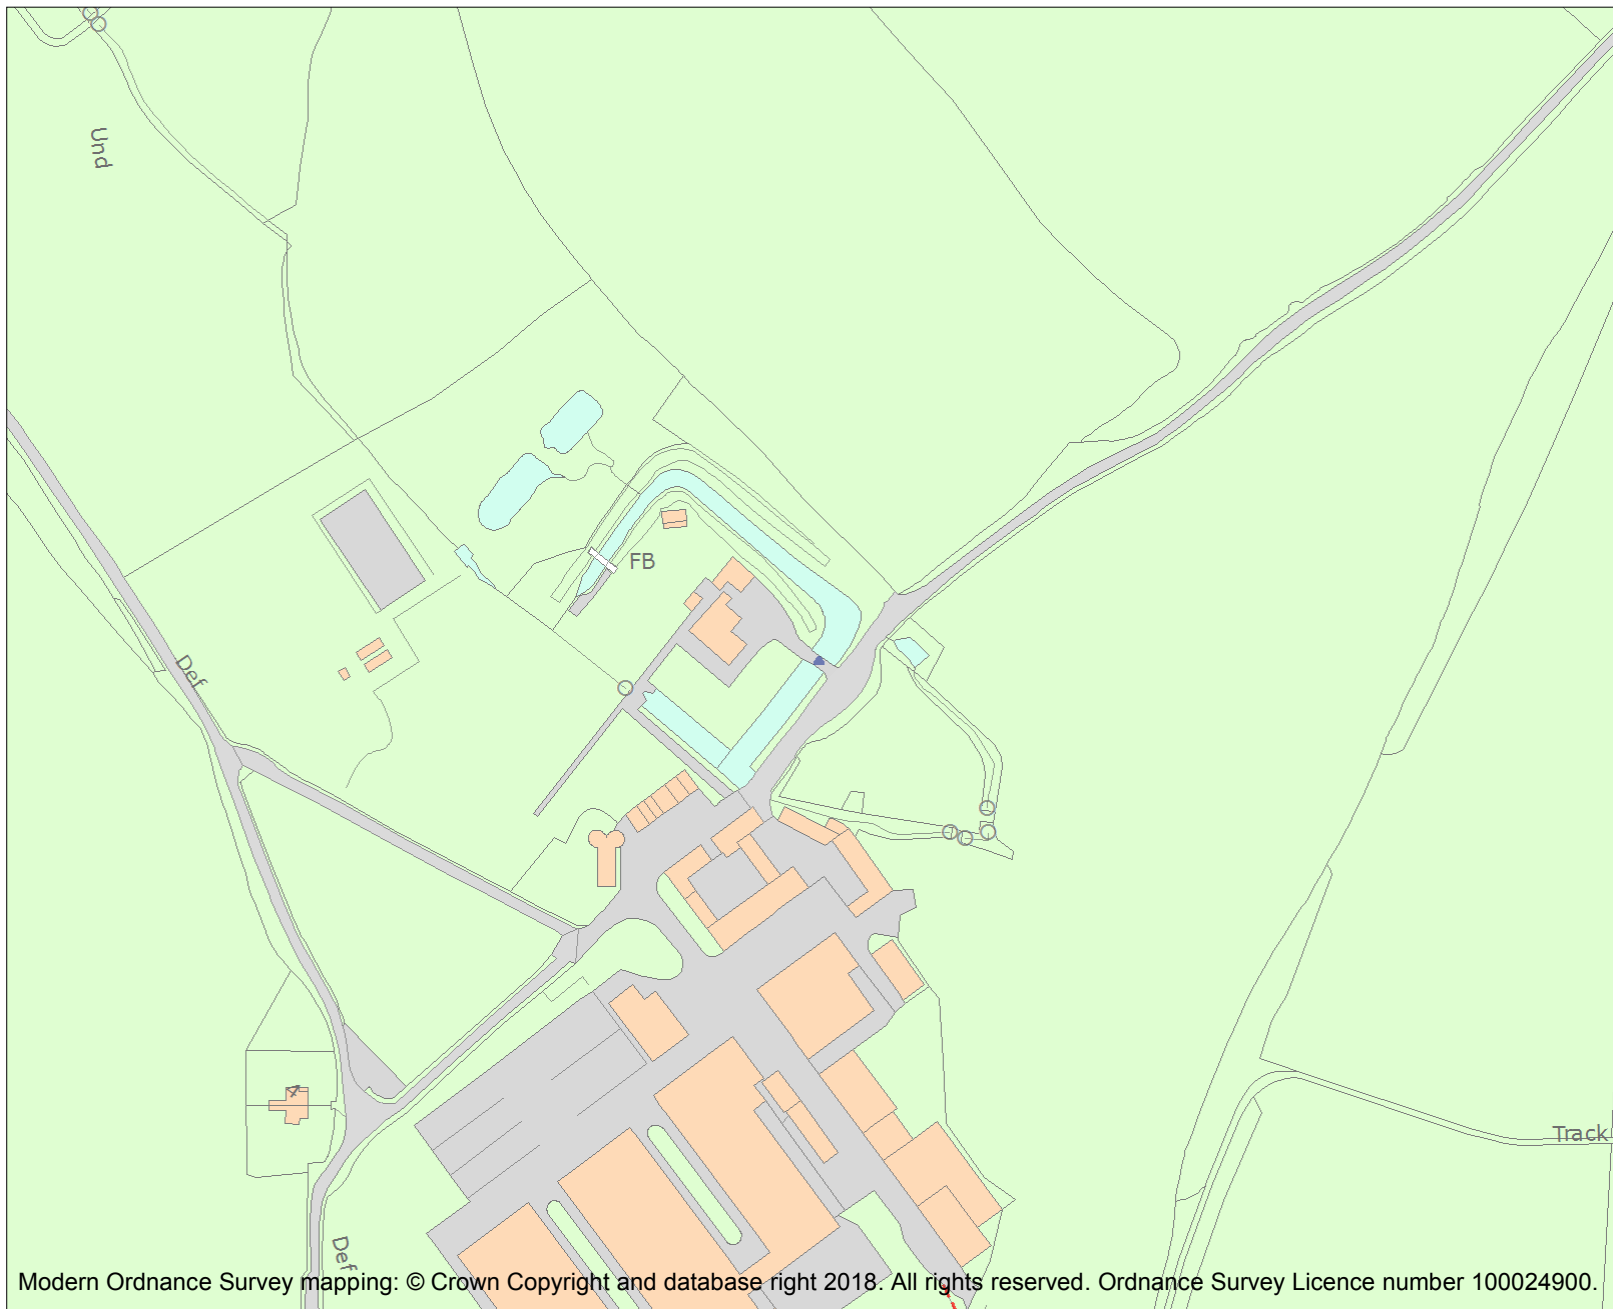 Und
FB
Def
4
Track
Def
Modern Ordnance Survey mapping: © Crown Copyright and database right 2018. All rights reserved. Ordnance Survey Licence number 100024900.